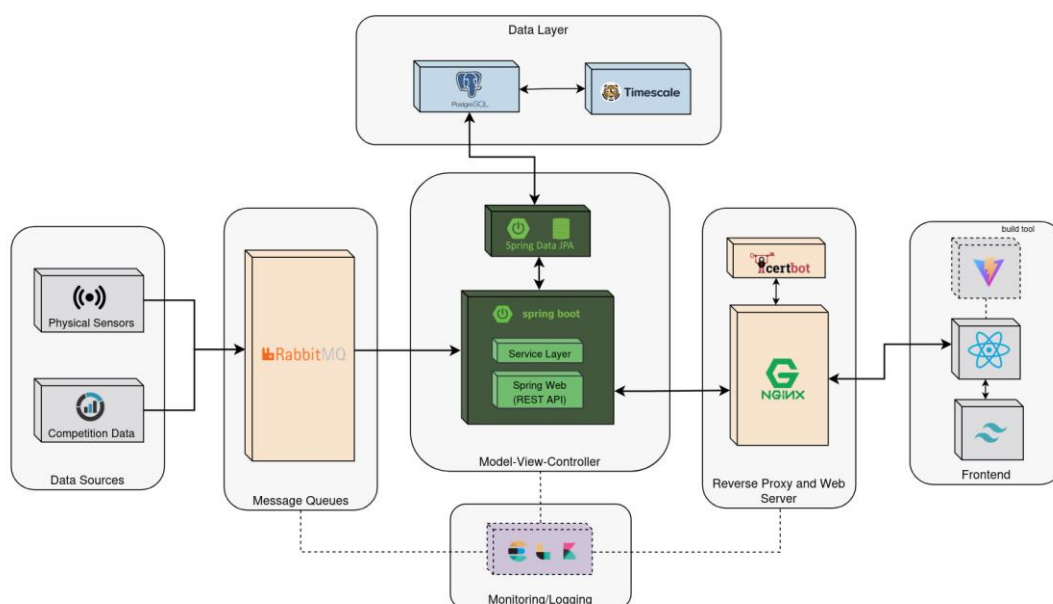 Data Layer
PostgreSQL
Timescale
Spring Data JPA
spring boot
Service Layer
Spring Web
(REST API)
Model-View-Controller
Physical Sensors
Competition Data
Data Sources
RabbitMQ
Message Queues
certbot
NGINX
Reverse Proxy and Web
Server
build tool
Frontend
Monitoring/Logging